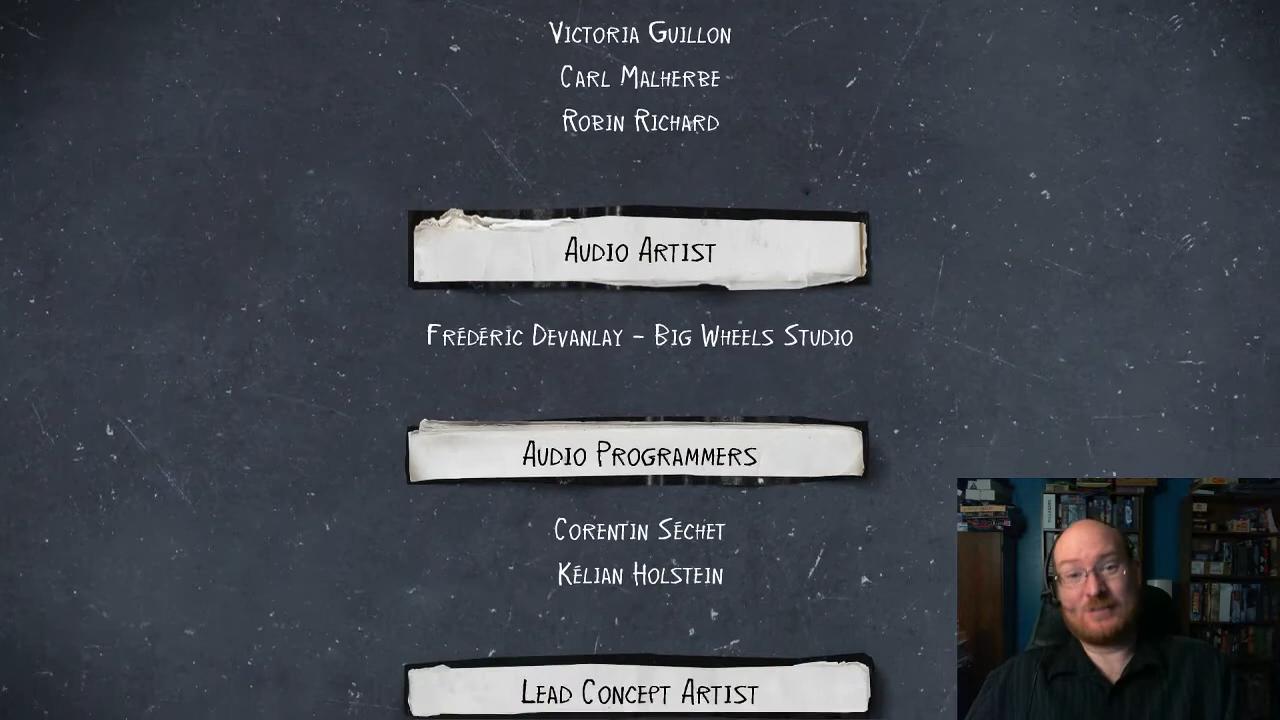 Victoria Guillon
Carl Malherbe
Robin Richard
Audio Artist
Frédéric Devanlay - Big Wheels Studio
Audio Programmers
Corentin Séchet
Kélian Holstein
Lead Concept Artist